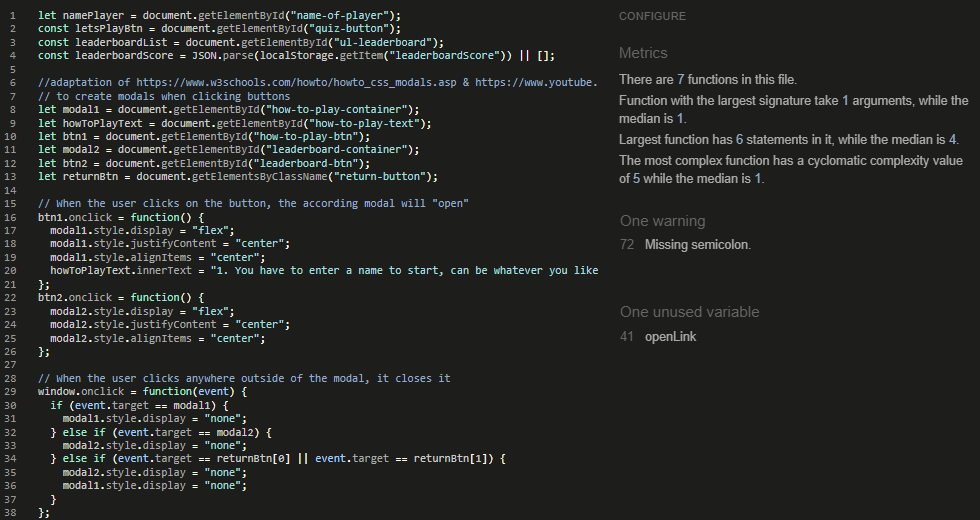 1 let namePlayer = document.getElementById("name-of-player");
2 const letsPlayBtn = document.getElementById("quiz-button");
3 const leaderboardList = document.getElementById("ul-leaderboard");
4 const leaderboardScore = JSON.parse(localStorage.getItem("leaderboardScore")) || [];
5
6 //adaptation of https://www.w3schools.com/howto/howto_css_modals.asp & https://www.youtube.
7 // to create modals when clicking buttons
8 let modal1 = document.getElementById("how-to-play-container");
9 let howToPlayText = document.getElementById("how-to-play-text");
10 let btn1 = document.getElementById("how-to-play-btn");
11 let modal2 = document.getElementById("leaderboard-container");
12 let btn2 = document.getElementById("leaderboard-btn");
13 let returnBtn = document.getElementsByClassName("return-button");
14
15 // When the user clicks on the button, the according modal will "open"
16 btn1.onclick = function() {
17 modal1.style.display = "flex";
18 modal1.style.justifyContent = "center";
19 modal1.style.alignItems = "center";
20 howToPlayText.innerText = "1. You have to enter a name to start, can be whatever you like
21 };
22 btn2.onclick = function() {
23 modal2.style.display = "flex";
24 modal2.style.justifyContent = "center";
25 modal2.style.alignItems = "center";
26 };
27
28 // When the user clicks anywhere outside of the modal, it closes it
29 window.onclick = function(event) {
30 if (event.target == modal1) {
31 modal1.style.display = "none";
32 } else if (event.target == modal2) {
33 modal2.style.display = "none";
34 } else if (event.target == returnBtn[0] || event.target == returnBtn[1]) {
35 modal2.style.display = "none";
36 modal1.style.display = "none";
37 }
38 };
CONFIGURE
Metrics
There are 7 functions in this file.
Function with the largest signature take 1 arguments, while the
median is 1.
Largest function has 6 statements in it, while the median is 4.
The most complex function has a cyclomatic complexity value
of 5 while the median is 1.
One warning
72 Missing semicolon.
One unused variable
41 openLink